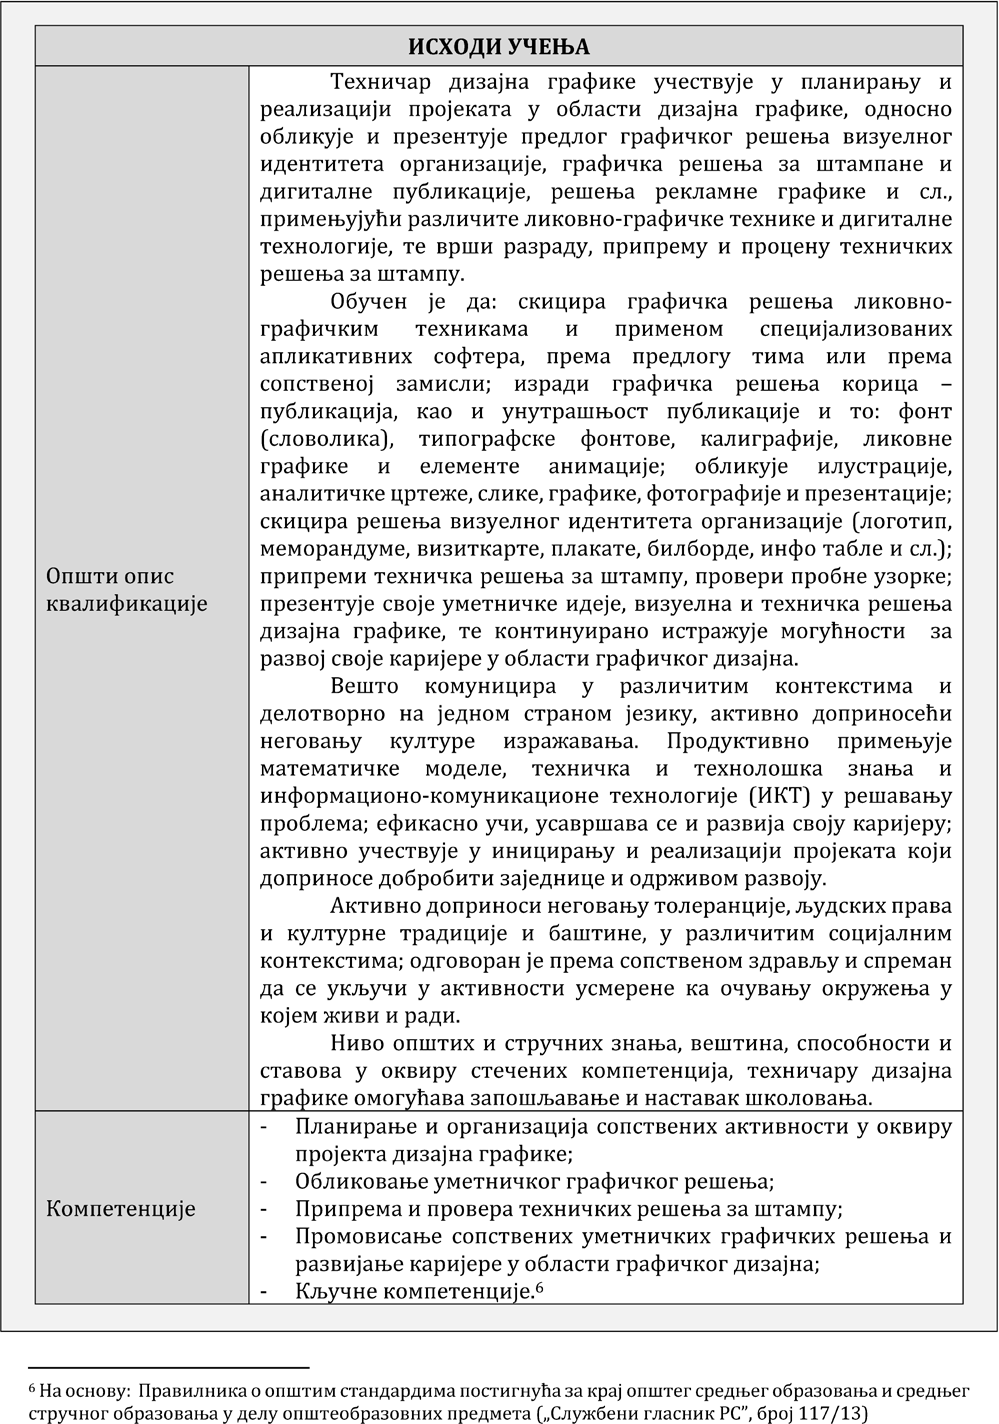 ИСХОДИ УЧЕЊА
Општи опис
квалификације
Техничар дизајна графике учествује у планирању и
реализацији пројеката у области дизајна графике, односно
обликује и презентује предлог графичког решења визуелног
идентитета организације, графичка решења за штампане и
дигиталне публикације, решења рекламне графике и сл.,
примењујући различите ликовно-графичке технике и дигиталне
технологије, те врши разраду, припрему и процену техничких
решења за штампу.
Обучен је да: скицира графичка решења ликовно-
графичким техникама и применом специјализованих
апликативних софтера, према предлогу тима или према
сопственој замисли; изради графичка решења корица –
публикација, као и унутрашњост публикације и то: фонт
(словолика), типографске фонтове, калиграфије, ликовне
графике и елементе анимације; обликује илустрације,
аналитичке цртеже, слике, графике, фотографије и презентације;
скицира решења визуелног идентитета организације (логотип,
меморандуме, визиткарте, плакате, билборде, инфо табле и сл.);
припреми техничка решења за штампу, провери пробне узорке;
презентује своје уметничке идеје, визуелна и техничка решења
дизајна графике, те континуирано истражује могућности за
развој своје каријере у области графичког дизајна.
Вешто комуницира у различитим контекстима и
делотворно на једном страном језику, активно доприносећи
неговању културе изражавања. Продуктивно примењује
математичке моделе, техничка и технолошка знања и
информационо-комуникационе технологије (ИКТ) у решавању
проблема; ефикасно учи, усавршава се и развија своју каријеру;
активно учествује у иницирању и реализацији пројеката који
доприносе добробити заједнице и одрживом развоју.
Активно доприноси неговању толеранције, људских права
и културне традиције и баштине, у различитим социјалним
контекстима; одговоран је према сопственом здрављу и спреман
да се укључи у активности усмерене ка очувању окружења у
којем живи и ради.
Ниво општих и стручних знања, вештина, способности и
ставова у оквиру стечених компетенција, техничару дизајна
графике омогућава запошљавање и наставак школовања.
Компетенције
- Планирање и организација сопствених активности у оквиру
пројекта дизајна графике;
- Обликовање уметничког графичког решења;
- Припрема и провера техничких решења за штампу;
- Промовисање сопствених уметничких графичких решења и
развијање каријере у области графичког дизајна;
- Кључне компетенције.⁶
⁶ На основу: Правилника о општим стандардима постигнућа за крај општег средњег образовања и средњег
стручног образовања у делу општеобразовних предмета („Службени гласник РС”, број 117/13)